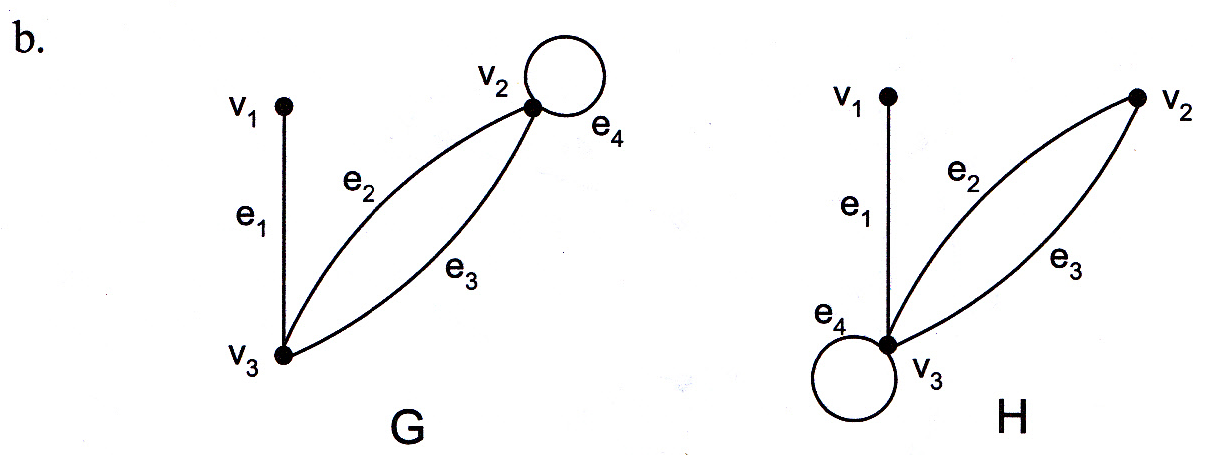 b.
v₂
v₁
e₄
e₂
e₁
e₃
v₃
G
v₁
v₂
e₂
e₁
e₃
e₄
v₃
H